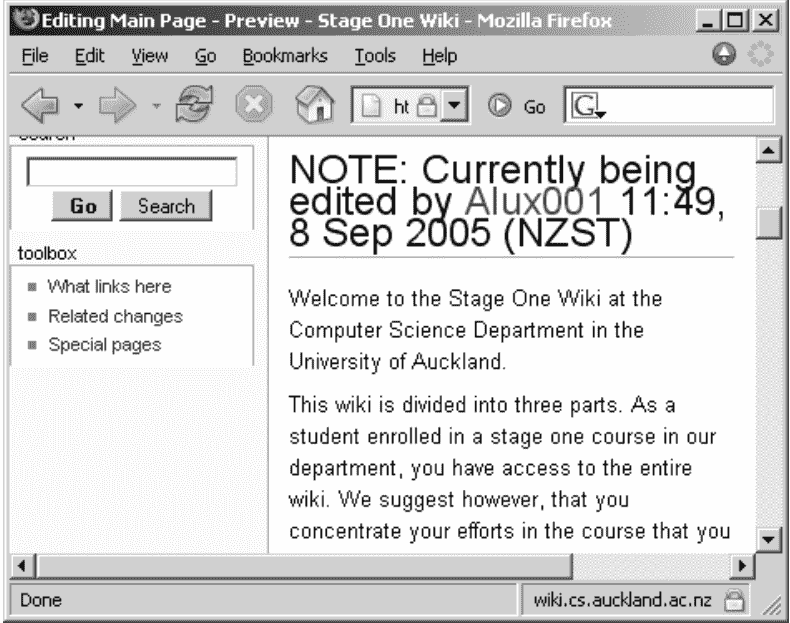 Editing Main Page - Preview - Stage One Wiki - Mozilla Firefox
File Edit View Go Bookmarks Tools Help
ht Go G
search
Go Search
toolbox
What links here
Related changes
Special pages
NOTE: Currently being
edited by Alux001 11:49,
8 Sep 2005 (NZST)
Welcome to the Stage One Wiki at the
Computer Science Department in the
University of Auckland.
This wiki is divided into three parts. As a
student enrolled in a stage one course in our
department, you have access to the entire
wiki. We suggest however, that you
concentrate your efforts in the course that you
Done wiki.cs.auckland.ac.nz